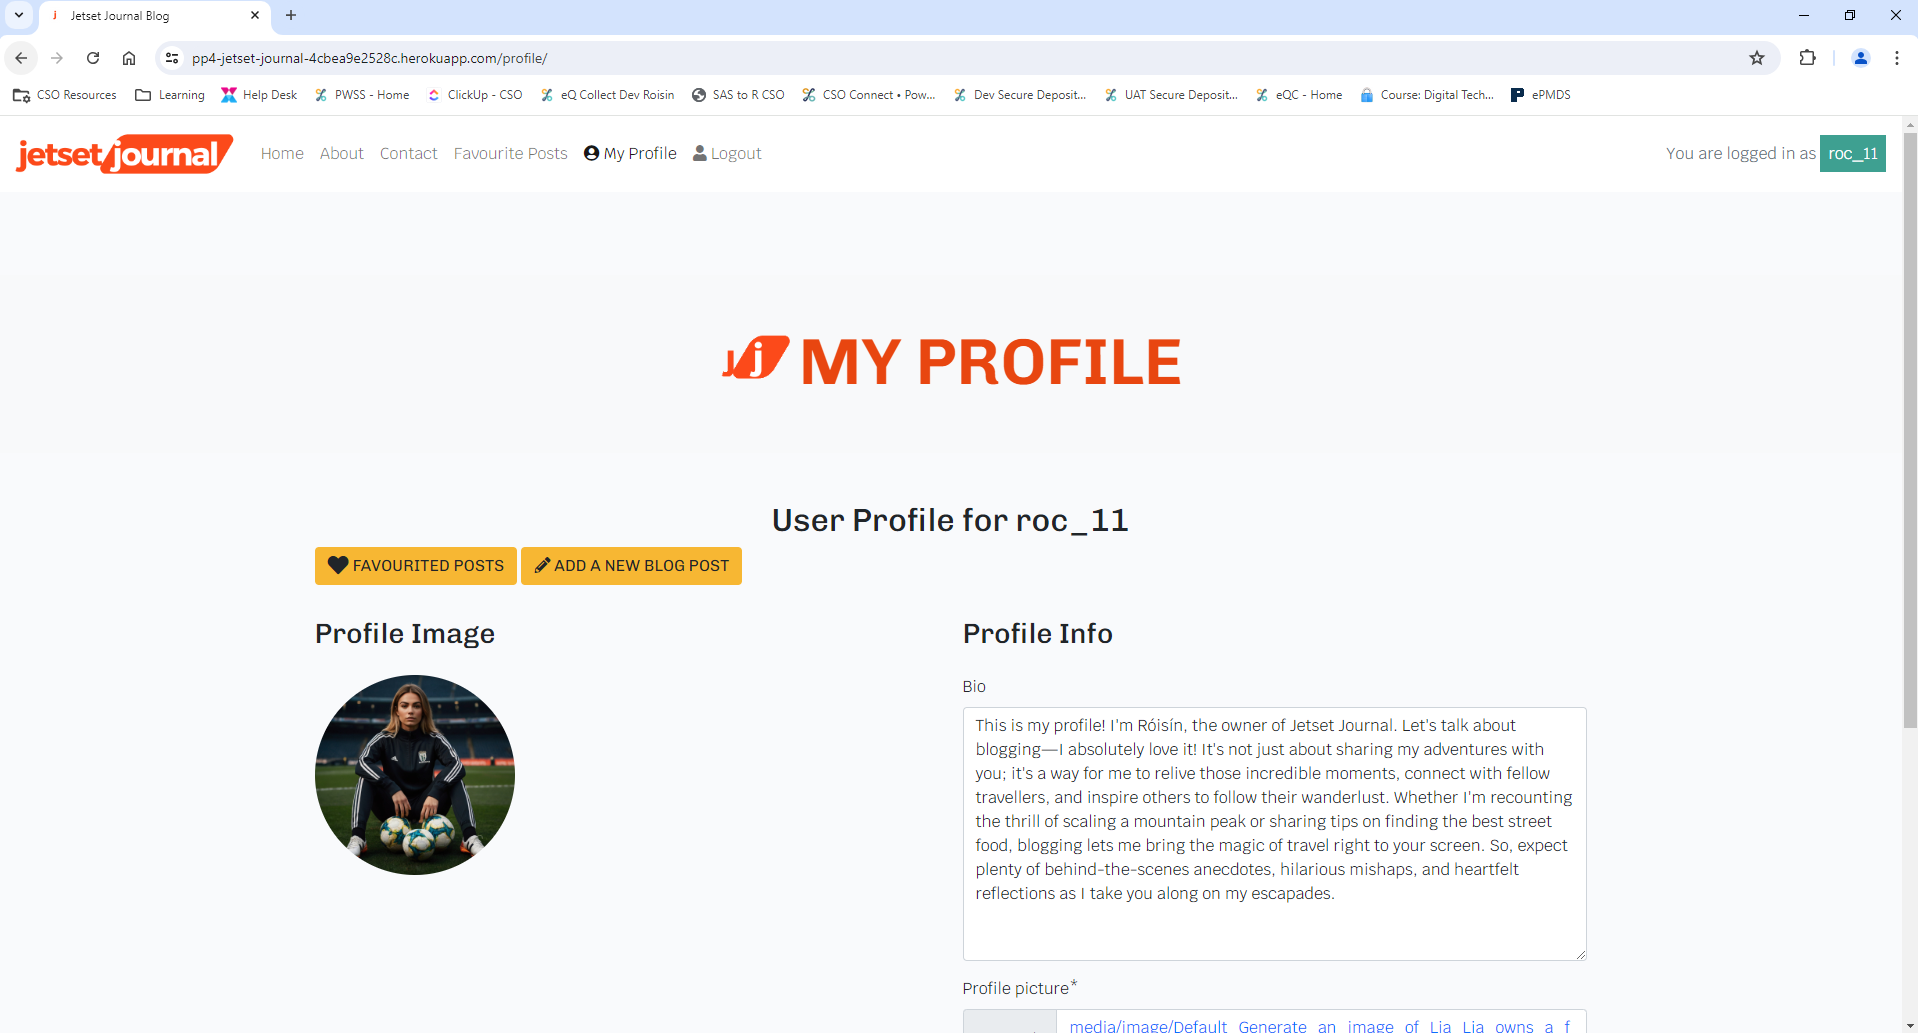 Jetset Journal Blog
pp4-jetset-journal-4cbea9e2528c.herokuapp.com/profile/
CSO Resources Learning Help Desk PWSS - Home ClickUp - CSO eQ Collect Dev Roisin SAS to R CSO CSO Connect • Pow... Dev Secure Deposit... UAT Secure Deposit... eQC - Home Course: Digital Tech... ePMDS
jetset journal Home About Contact Favourite Posts My Profile Logout You are logged in as roc_11
Jj MY PROFILE
User Profile for roc_11
FAVOURITED POSTS ADD A NEW BLOG POST
Profile Image
Profile Info
Bio
This is my profile! I'm Róisín, the owner of Jetset Journal. Let's talk about
blogging—I absolutely love it! It's not just about sharing my adventures with
you; it's a way for me to relive those incredible moments, connect with fellow
travellers, and inspire others to follow their wanderlust. Whether I'm recounting
the thrill of scaling a mountain peak or sharing tips on finding the best street
food, blogging lets me bring the magic of travel right to your screen. So, expect
plenty of behind-the-scenes anecdotes, hilarious mishaps, and heartfelt
reflections as I take you along on my escapades.
Profile picture*
media/image/Default_Generate_an_image_of_Lia_Lia_owns_a_f